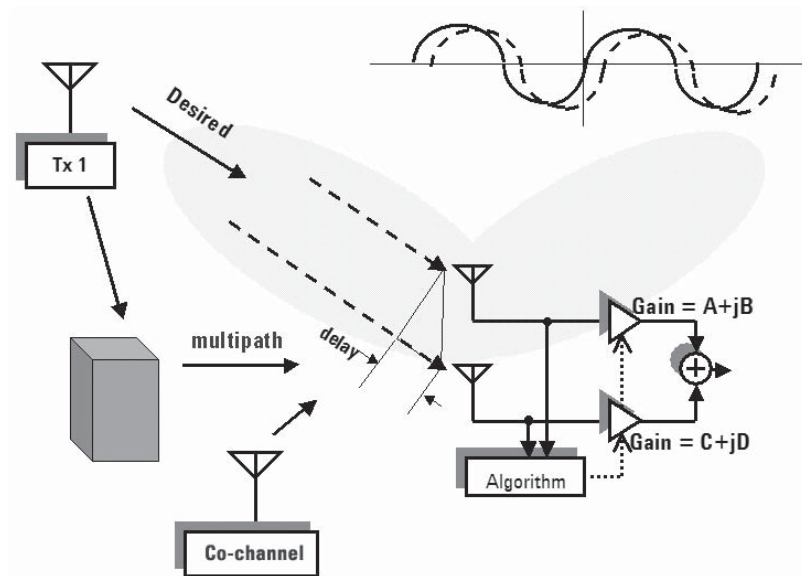 Desired
Tx 1
Gain = A+jB
delay
multipath
Gain = C+jD
Algorithm
Co-channel